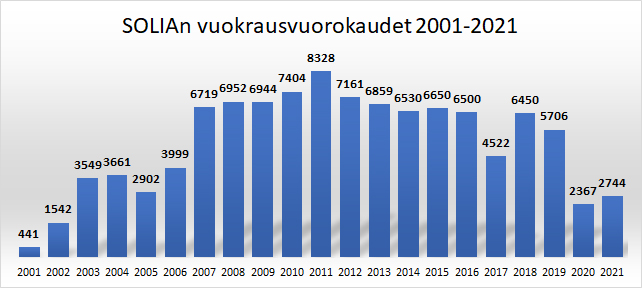 SOLIAn vuokrausvuorokaudet 2001-2021
441 1542 3549 3661 2902 3999 6719 6952 6944 7404 8328 7161 6859 6530 6650 6500 4522 6450 5706 2367 2744
2001 2002 2003 2004 2005 2006 2007 2008 2009 2010 2011 2012 2013 2014 2015 2016 2017 2018 2019 2020 2021